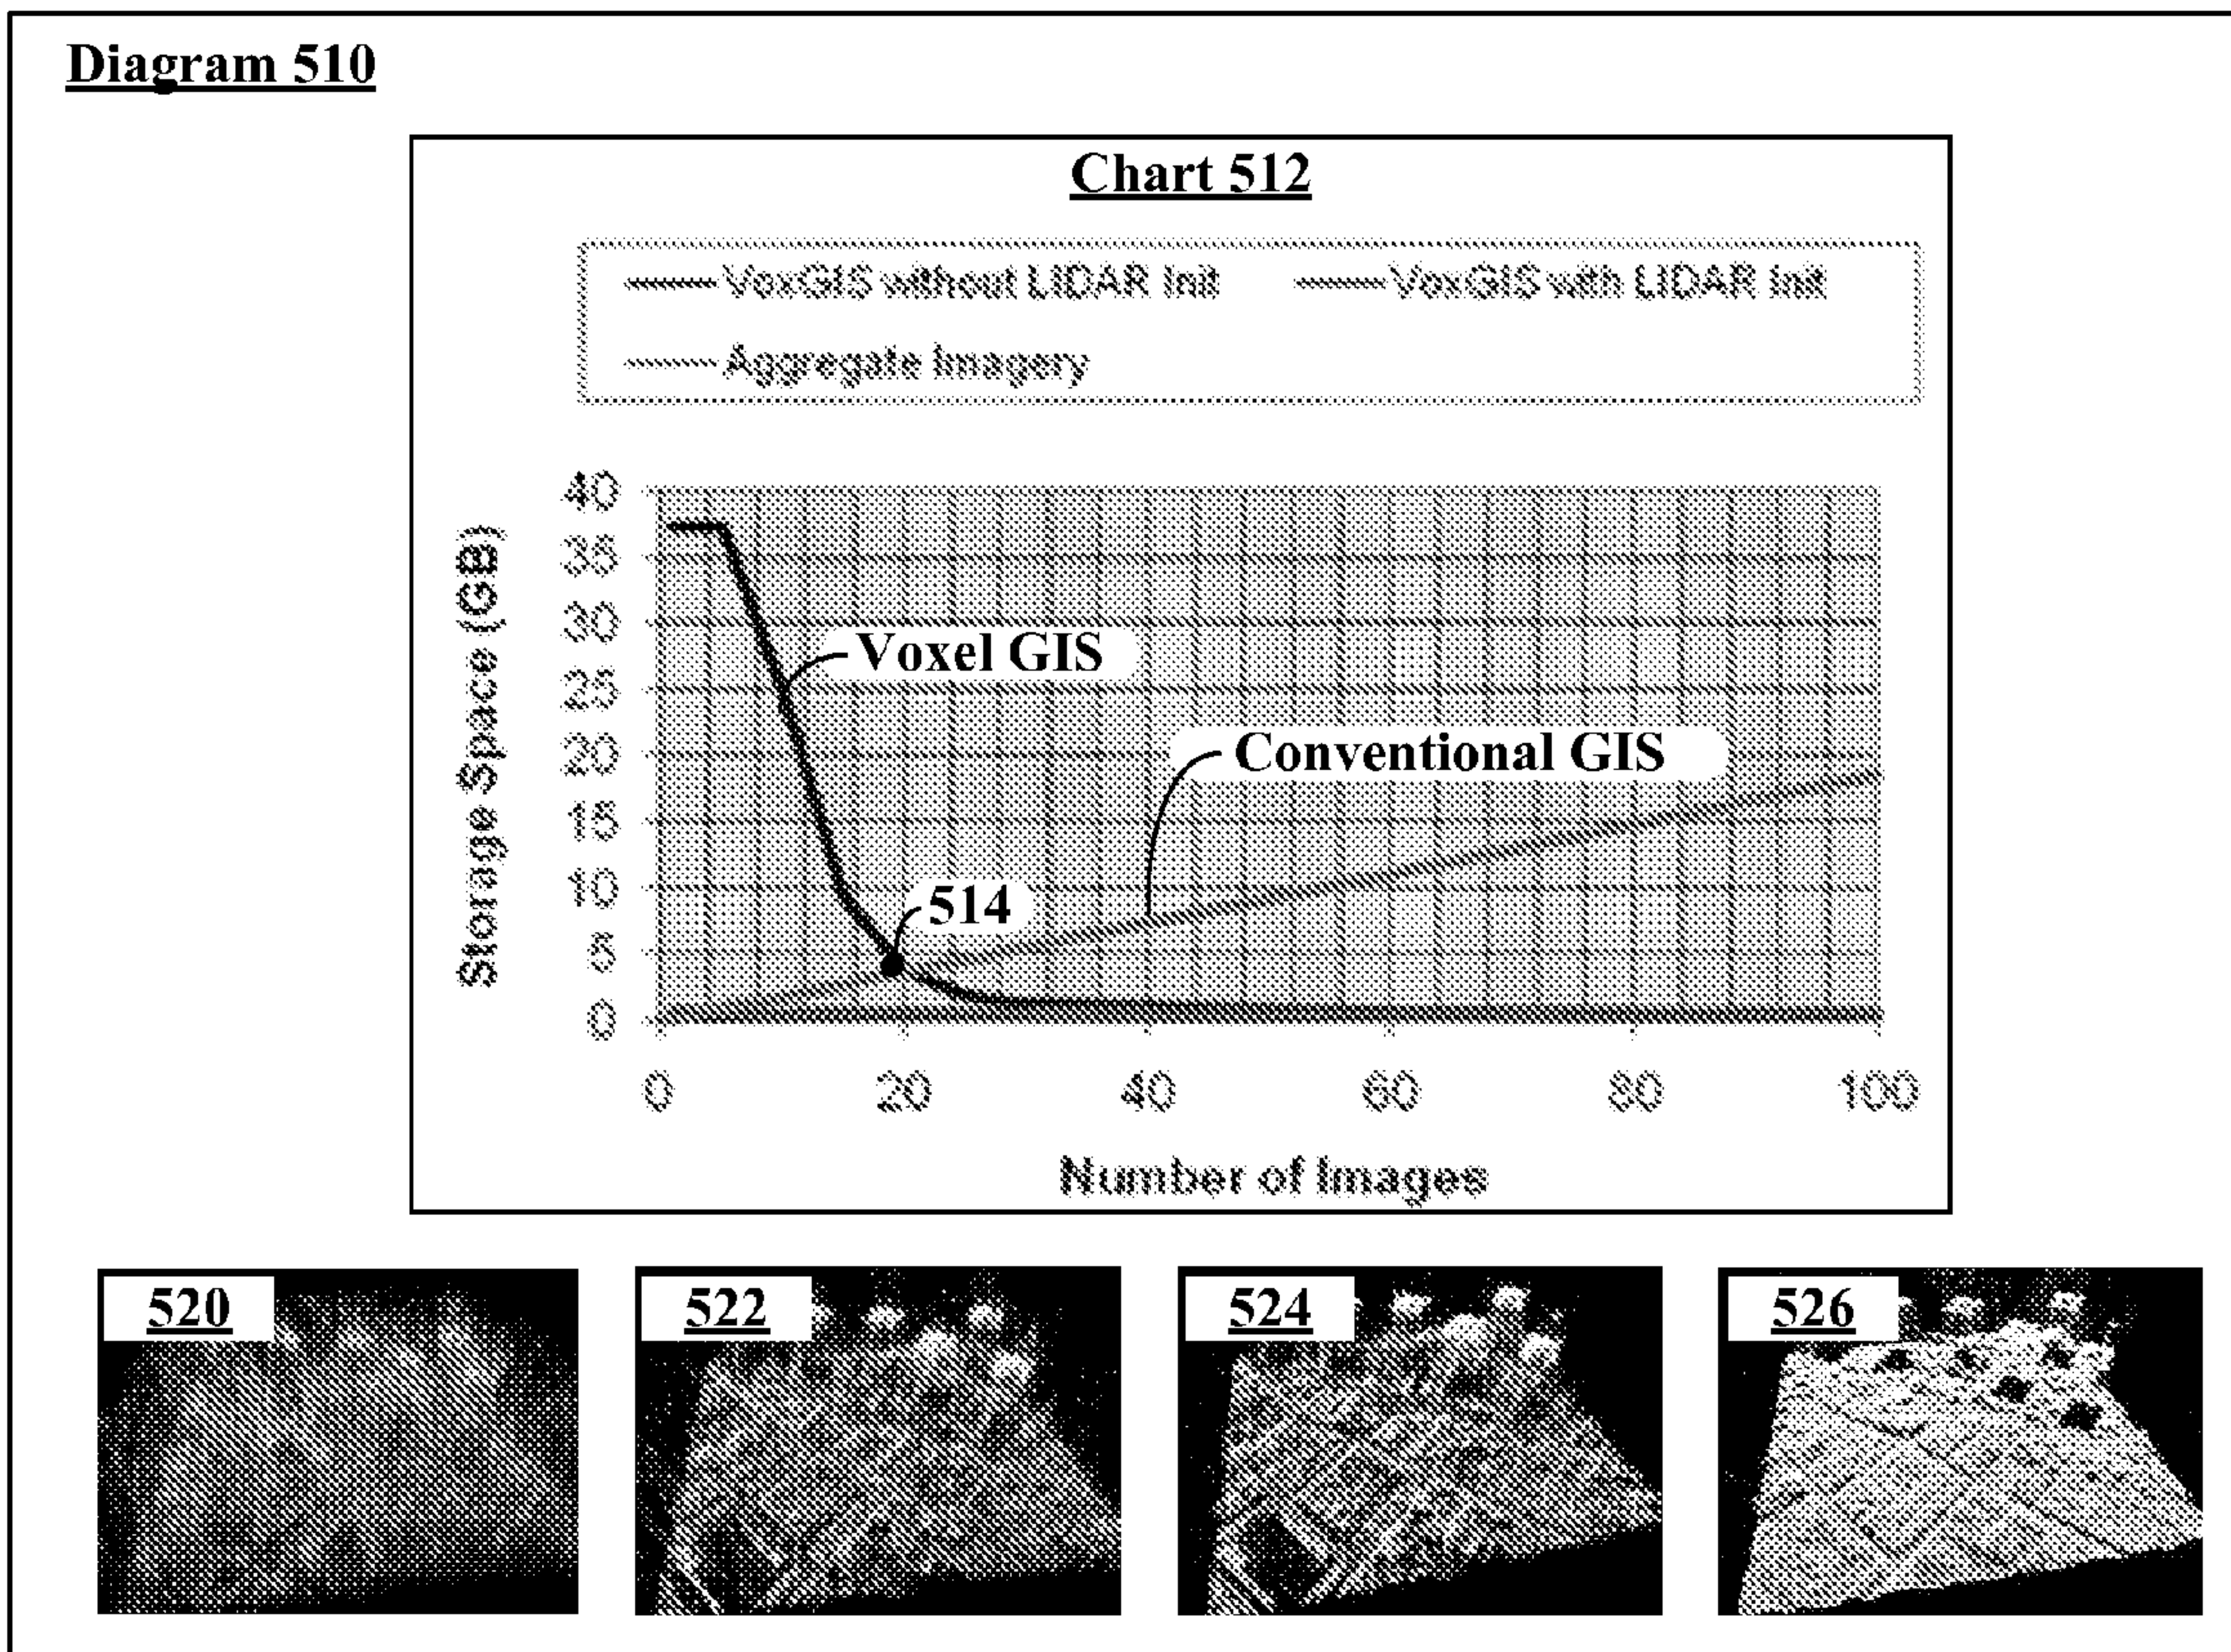 Diagram 510
Chart 512
VoxGIS without LIDAR Init
VoxGIS with LIDAR Init
Aggregate Imagery
Storage Space (GB)
40
35
30
25
20
15
10
5
0
Voxel GIS
Conventional GIS
514
0 20 40 60 80 100
Number of Images
520
522
524
526